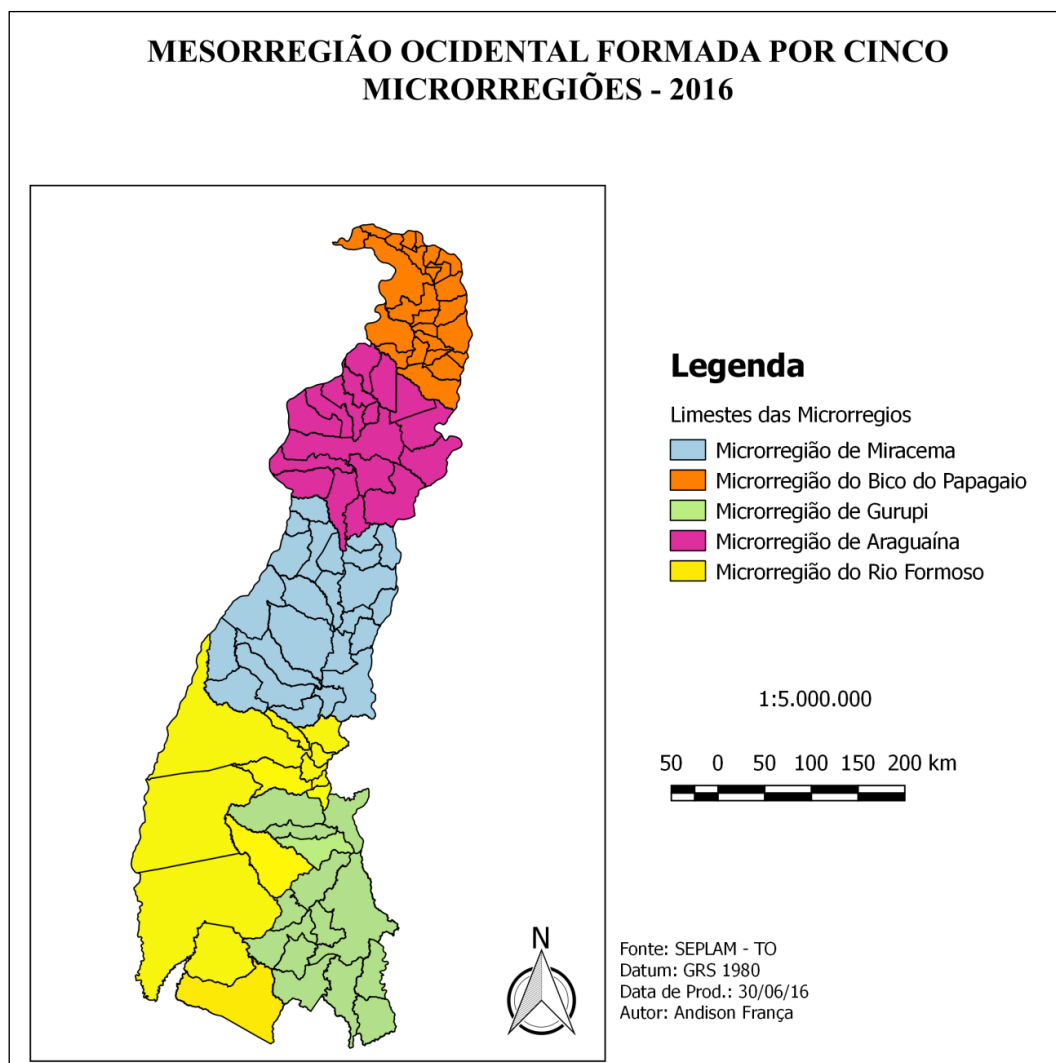 MESORREGIÃO OCIDENTAL FORMADA POR CINCO
MICRORREGIÕES - 2016
Legenda
Limestes das Microrregios
Microrregião de Miracema
Microrregião do Bico do Papagaio
Microrregião de Gurupi
Microrregião de Araguaína
Microrregião do Rio Formoso
1:5.000.000
50 0 50 100 150 200 km
N
Fonte: SEPLAM - TO
Datum: GRS 1980
Data de Prod.: 30/06/16
Autor: Andison França